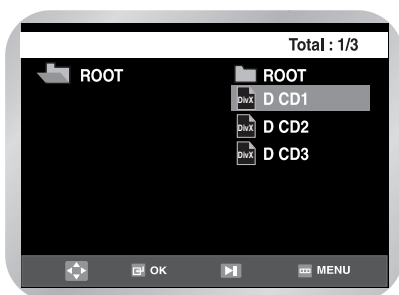 Total : 1/3
ROOT ROOT
DivX D CD1
DivX D CD2
DivX D CD3
OK MENU